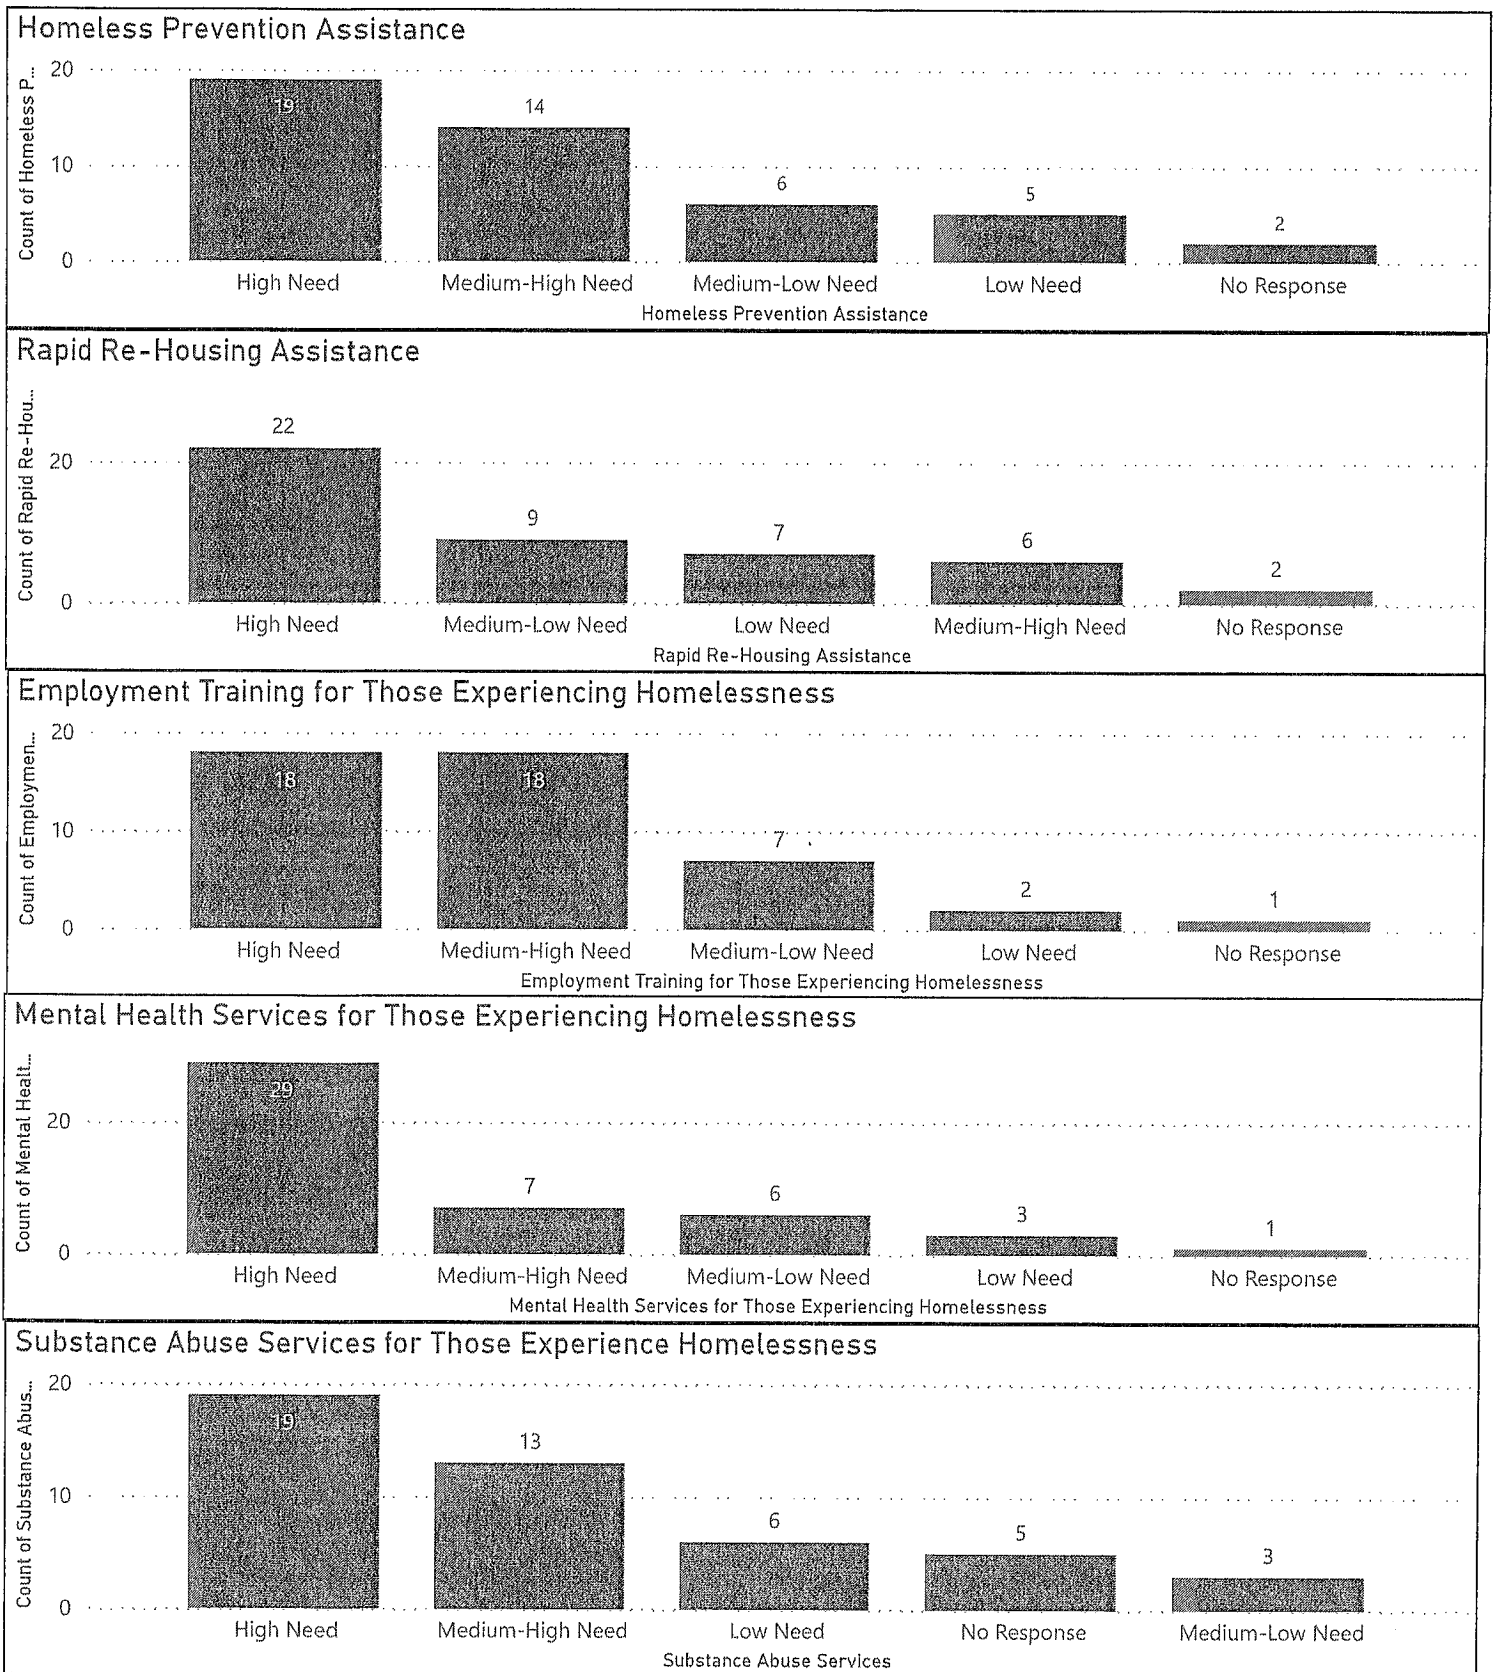 Homeless Prevention Assistance
Count of Homeless P...
20
10
0
19
14
6
5
2
High Need
Medium-High Need
Medium-Low Need
Low Need
No Response
Homeless Prevention Assistance
Rapid Re-Housing Assistance
Count of Rapid Re-Hou...
20
0
22
9
7
6
2
High Need
Medium-Low Need
Low Need
Medium-High Need
No Response
Rapid Re-Housing Assistance
Employment Training for Those Experiencing Homelessness
Count of Employmen...
20
10
0
18
18
7
2
1
High Need
Medium-High Need
Medium-Low Need
Low Need
No Response
Employment Training for Those Experiencing Homelessness
Mental Health Services for Those Experiencing Homelessness
Count of Mental Healt...
20
0
29
7
6
3
1
High Need
Medium-High Need
Medium-Low Need
Low Need
No Response
Mental Health Services for Those Experiencing Homelessness
Substance Abuse Services for Those Experience Homelessness
Count of Substance Abus...
20
10
0
19
13
6
5
3
High Need
Medium-High Need
Low Need
No Response
Medium-Low Need
Substance Abuse Services